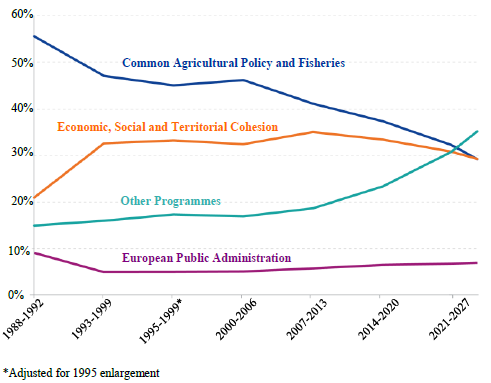 60%
50%
40%
30%
20%
10%
0%
Common Agricultural Policy and Fisheries
Economic, Social and Territorial Cohesion
Other Programmes
European Public Administration
1988-1992
1993-1999
1995-1999*
2000-2006
2007-2013
2014-2020
2021-2027
*Adjusted for 1995 enlargement